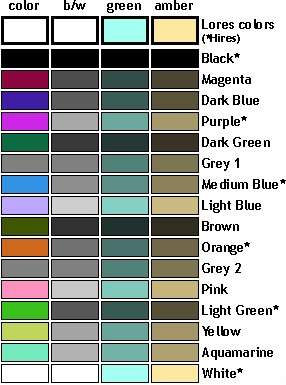 color b/w green amber
Lores colors
(*Hires)
Black*
Magenta
Dark Blue
Purple*
Dark Green
Grey 1
Medium Blue*
Light Blue
Brown
Orange*
Grey 2
Pink
Light Green*
Yellow
Aquamarine
White*